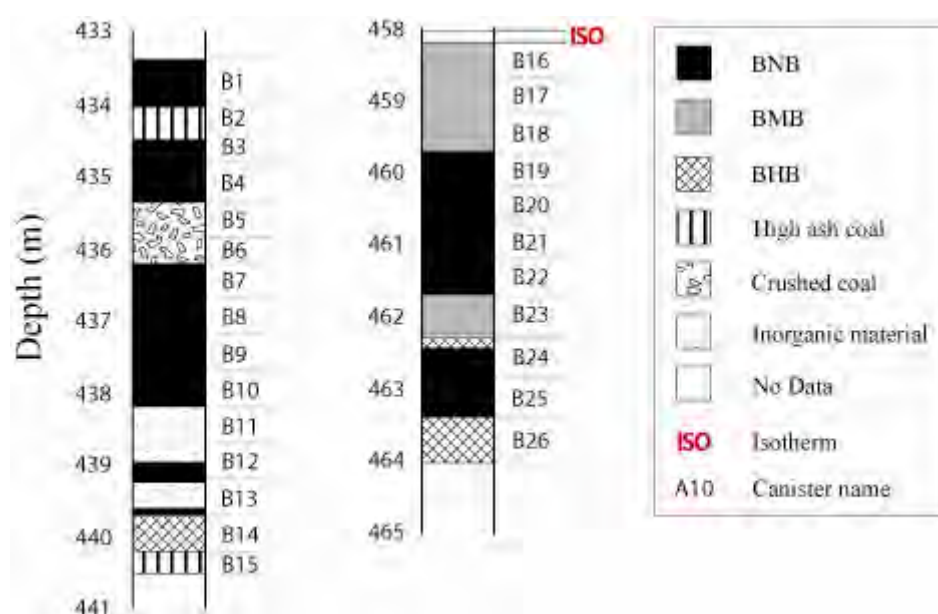 Depth (m)
433
434
435
436
437
438
439
440
441
B1
B2
B3
B4
B5
B6
B7
B8
B9
B10
B11
B12
B13
B14
B15
458
459
460
461
462
463
464
465
ISO
B16
B17
B18
B19
B20
B21
B22
B23
B24
B25
B26
BNB
BMB
BHB
High ash coal
Crushed coal
Inorganic material
No Data
ISO Isotherm
A10 Canister name